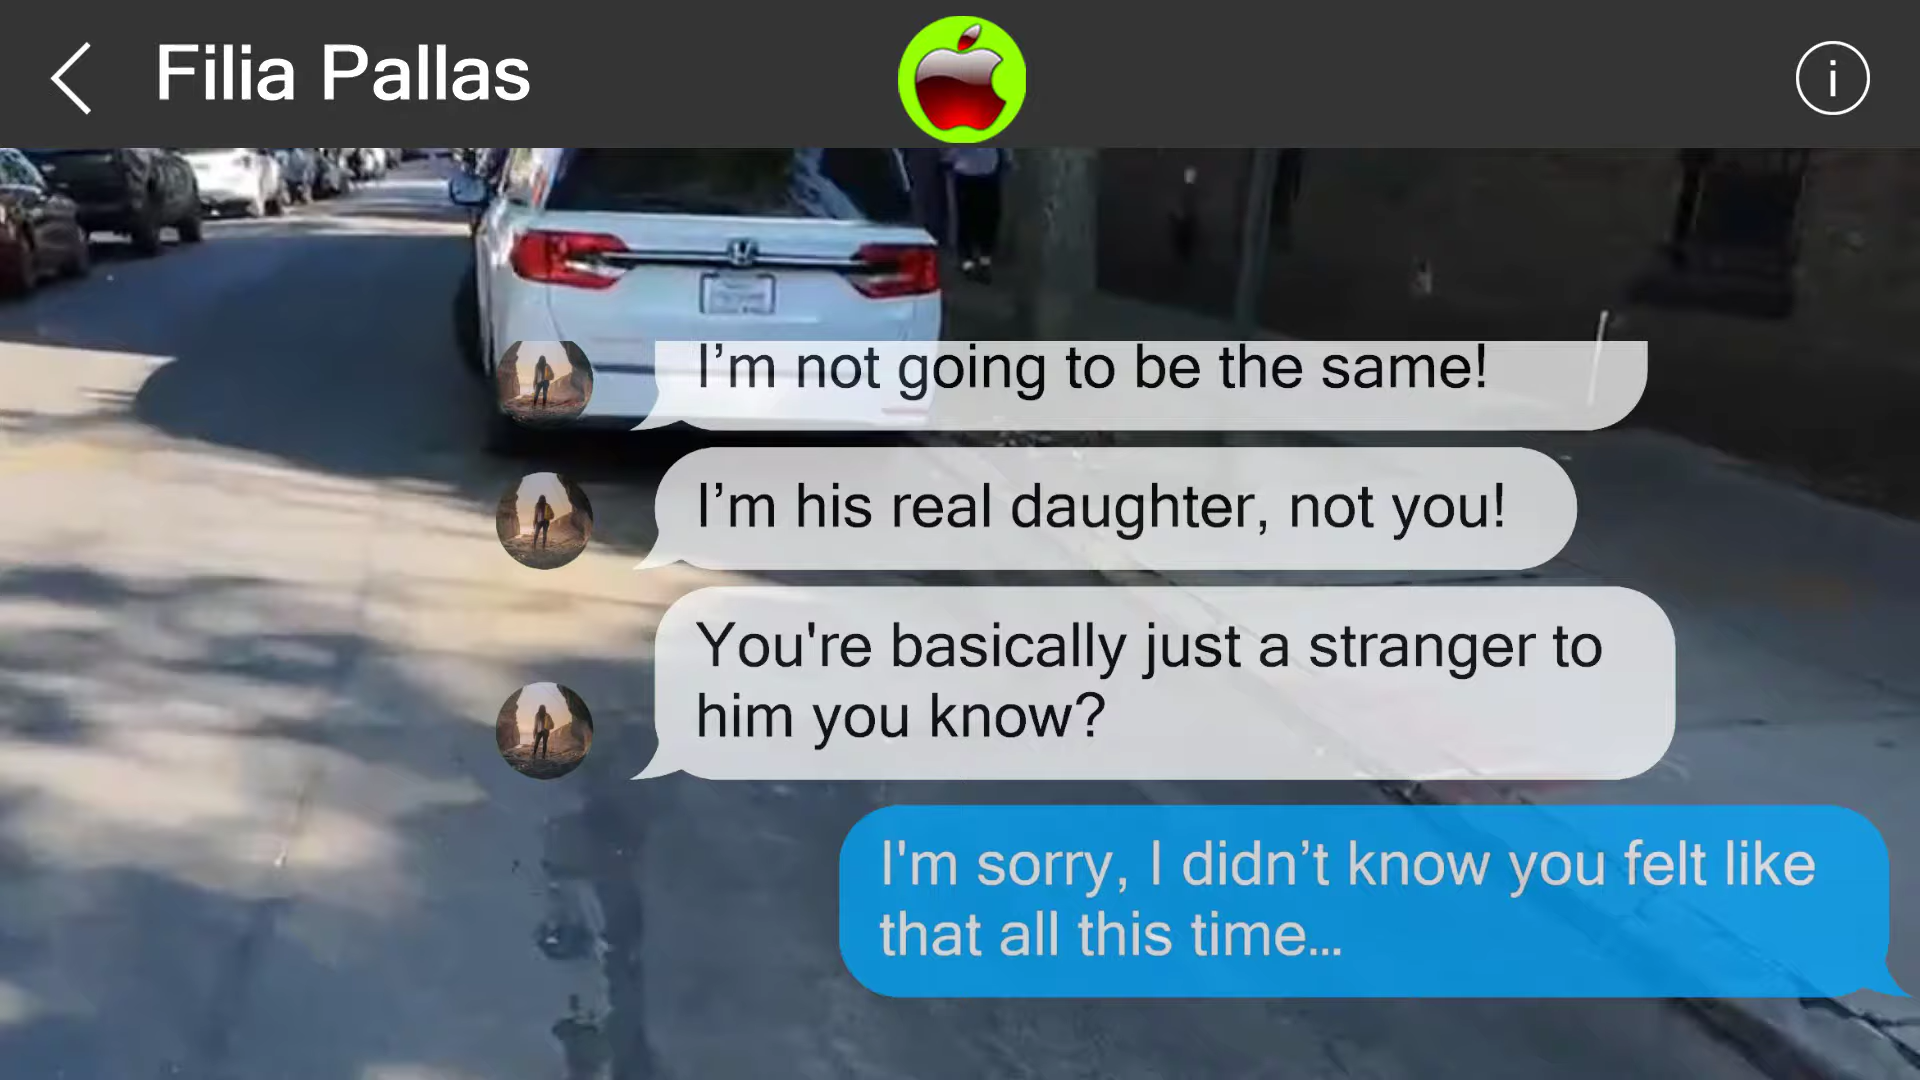 Filia Pallas
I’m not going to be the same!
I’m his real daughter, not you!
You're basically just a stranger to
him you know?
I'm sorry, I didn’t know you felt like
that all this time...